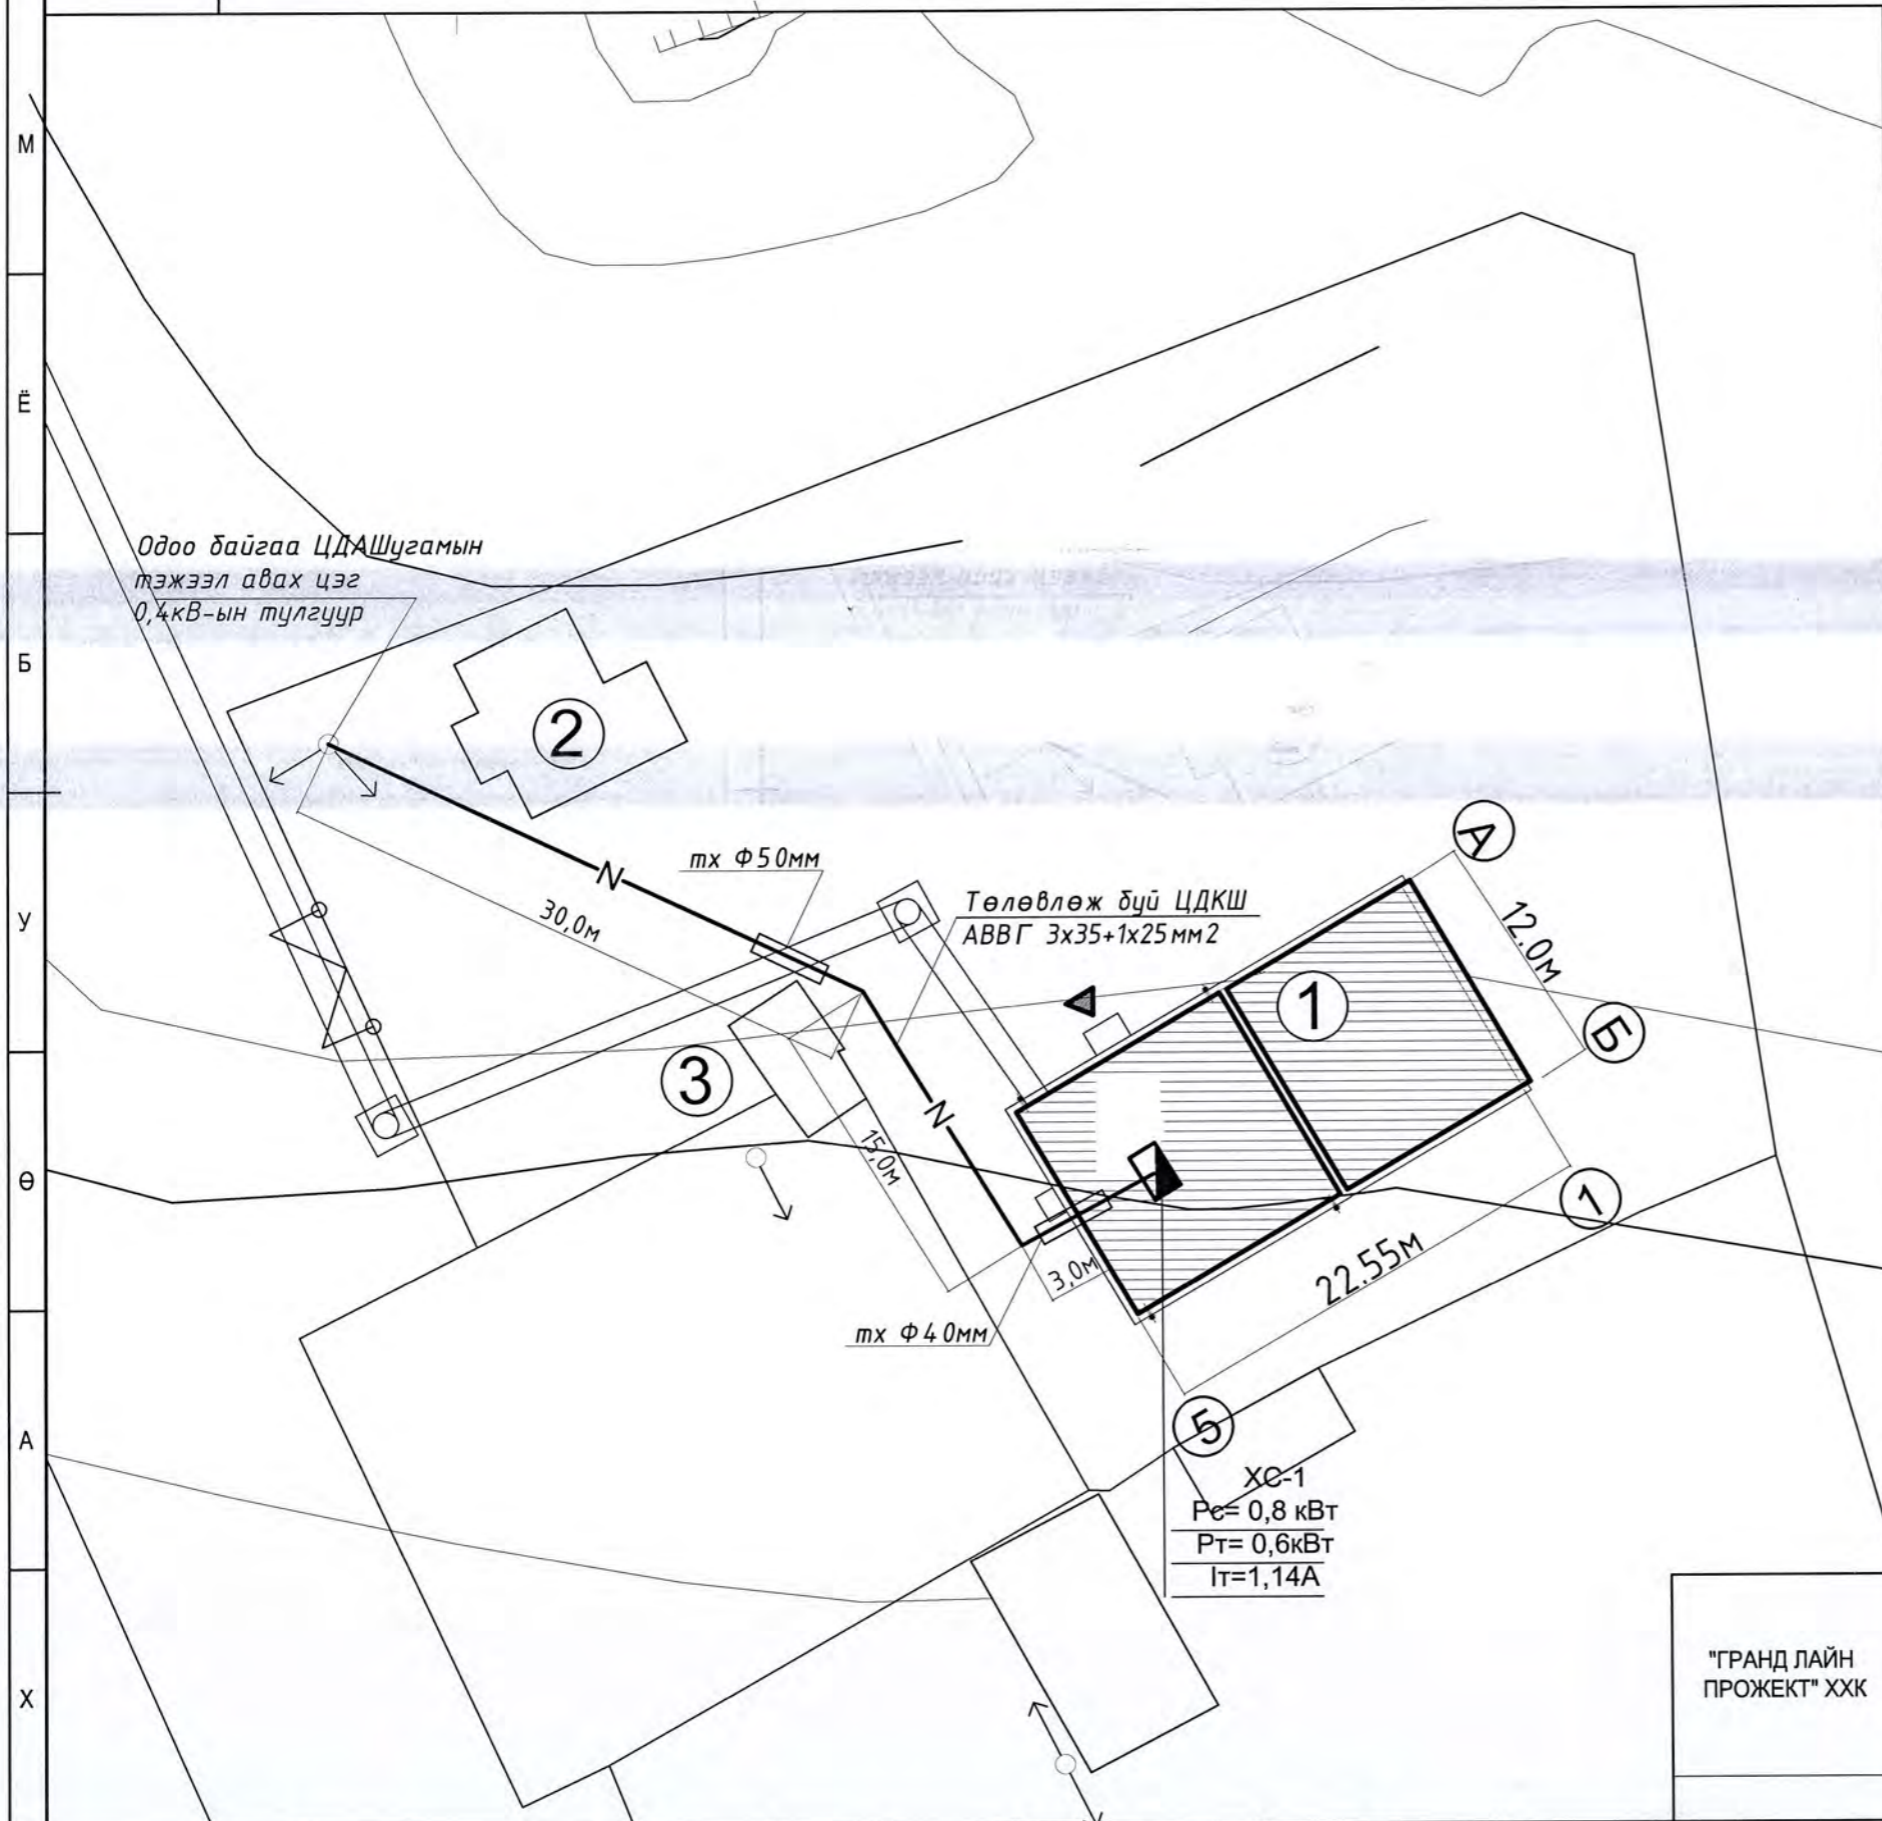 М
Ё
Б
У
Ө
А
Х
Одоо байгаа ЦДАШугамын
тэжээл авах цэг
0,4кВ-ын тулгуур
2
N
тх Ф50мм
30,0м
Төлөвлөж буй ЦДКШ
АВВГ 3х35+1х25мм2
А
12.0м
Б
1
3
N
15,0м
1
3,0м
22.55м
тх Ф40мм
5
ХС-1
Рс= 0,8 кВт
Рт= 0,6кВт
Iт=1,14А
"ГРАНД ЛАЙН
ПРОЖЕКТ" ХХК